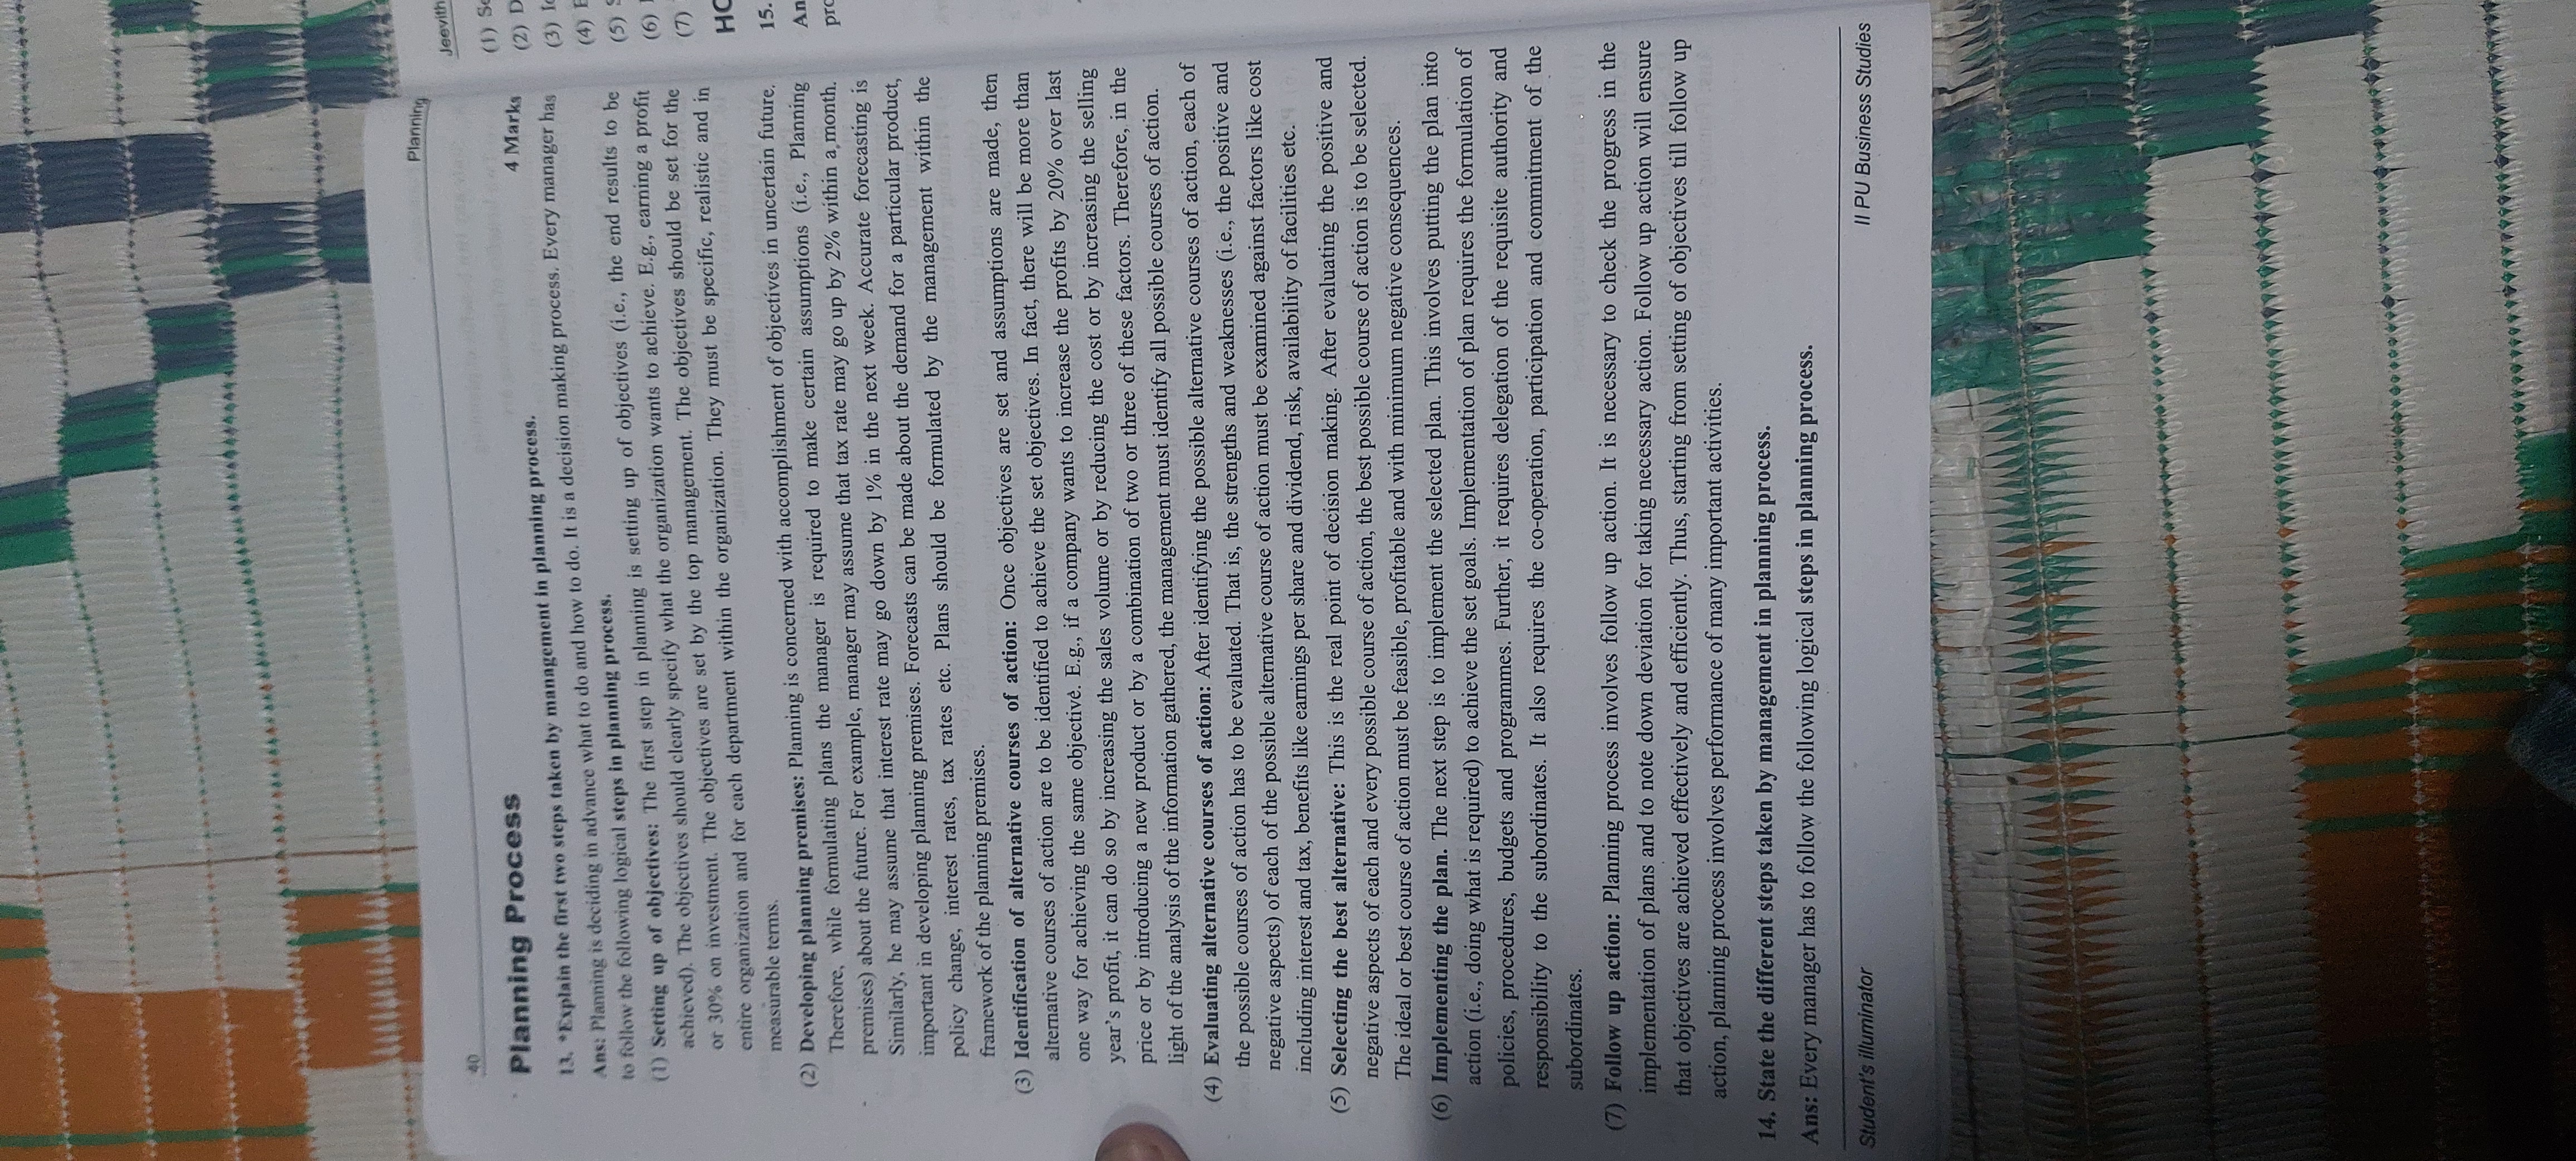 Planning
40
Planning Process
4 Marks
13. *Explain the first two steps taken by management in planning process.
Ans: Planning is deciding in advance what to do and how to do. It is a decision making process. Every manager has
to follow the following logical steps in planning process.
(1) Setting up of objectives: The first step in planning is setting up of objectives (i.e., the end results to be
achieved). The objectives should clearly specify what the organization wants to achieve. E.g., earning a profit
or 30% on investment. The objectives are set by the top management. The objectives should be set for the
entire organization and for each department within the organization. They must be specific, realistic and in
measurable terms.
(2) Developing planning premises: Planning is concerned with accomplishment of objectives in uncertain future.
Therefore, while formulating plans the manager is required to make certain assumptions (i.e., Planning
premises) about the future. For example, manager may assume that tax rate may go up by 2% within a month.
Similarly, he may assume that interest rate may go down by 1% in the next week. Accurate forecasting is
important in developing planning premises. Forecasts can be made about the demand for a particular product,
policy change, interest rates, tax rates etc. Plans should be formulated by the management within the
framework of the planning premises.
(3) Identification of alternative courses of action: Once objectives are set and assumptions are made, then
alternative courses of action are to be identified to achieve the set objectives. In fact, there will be more than
one way for achieving the same objective. E.g., if a company wants to increase the profits by 20% over last
year's profit, it can do so by increasing the sales volume or by reducing the cost or by increasing the selling
price or by introducing a new product or by a combination of two or three of these factors. Therefore, in the
light of the analysis of the information gathered, the management must identify all possible courses of action.
(4) Evaluating alternative courses of action: After identifying the possible alternative courses of action, each of
the possible courses of action has to be evaluated. That is, the strengths and weaknesses (i.e., the positive and
negative aspects) of each of the possible alternative course of action must be examined against factors like cost
including interest and tax, benefits like earnings per share and dividend, risk, availability of facilities etc.
(5) Selecting the best alternative: This is the real point of decision making. After evaluating the positive and
negative aspects of each and every possible course of action, the best possible course of action is to be selected.
The ideal or best course of action must be feasible, profitable and with minimum negative consequences.
(6) Implementing the plan. The next step is to implement the selected plan. This involves putting the plan into
action (i.e., doing what is required) to achieve the set goals. Implementation of plan requires the formulation of
policies, procedures, budgets and programmes. Further, it requires delegation of the requisite authority and
responsibility to the subordinates. It also requires the co-operation, participation and commitment of the
subordinates.
(7) Follow up action: Planning process involves follow up action. It is necessary to check the progress in the
implementation of plans and to note down deviation for taking necessary action. Follow up action will ensure
that objectives are achieved effectively and efficiently. Thus, starting from setting of objectives till follow up
action, planning process involves performance of many important activities.
14. State the different steps taken by management in planning process.
Ans: Every manager has to follow the following logical steps in planning process.
Student's illuminator
II PU Business Studies
Jeevith
(1)
(2)
(3)
(4)
(5)
(6)
(7)
15.